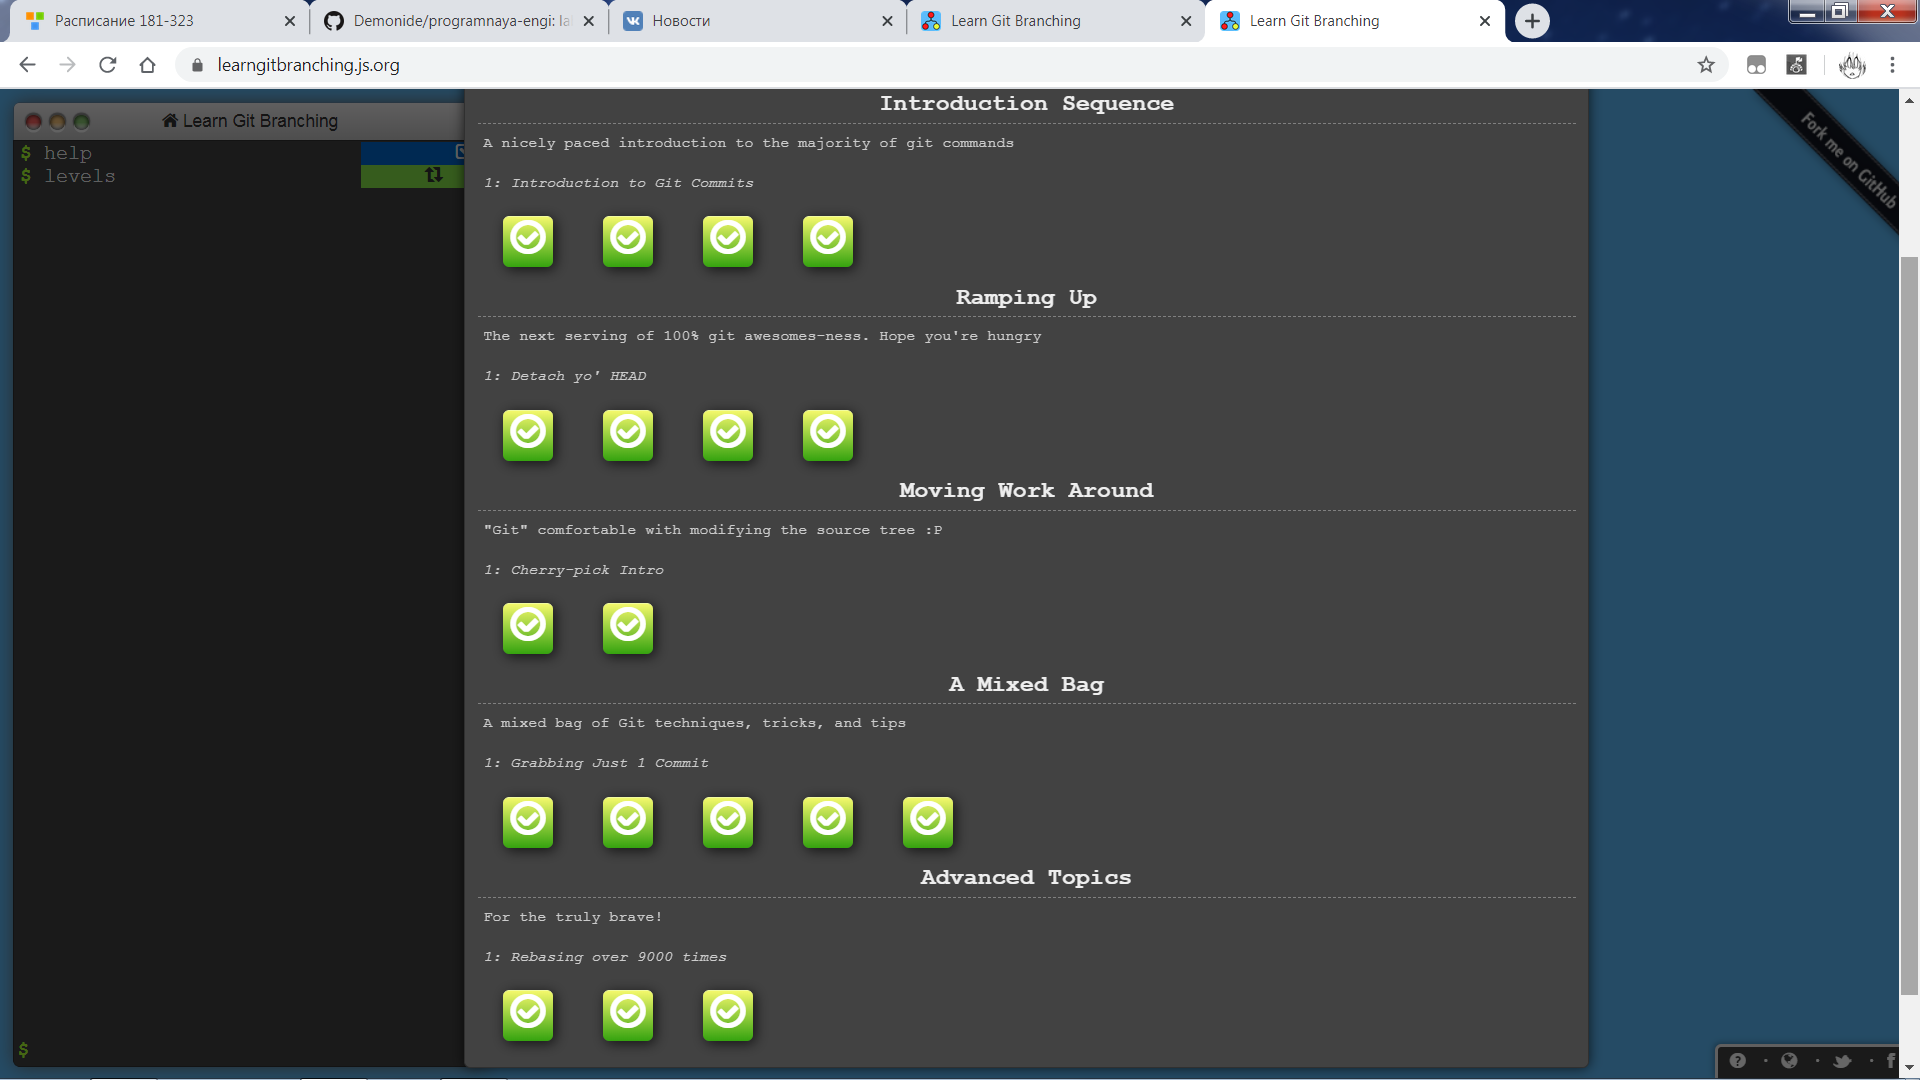 Расписание 181-323
Demonide/programnaya-engi: la
Новости
Learn Git Branching
Learn Git Branching
learngitbranching.js.org
Learn Git Branching
$ help
$ levels
$
Introduction Sequence
A nicely paced introduction to the majority of git commands
1: Introduction to Git Commits
Ramping Up
The next serving of 100% git awesomes-ness. Hope you're hungry
1: Detach yo' HEAD
Moving Work Around
"Git" comfortable with modifying the source tree :P
1: Cherry-pick Intro
A Mixed Bag
A mixed bag of Git techniques, tricks, and tips
1: Grabbing Just 1 Commit
Advanced Topics
For the truly brave!
1: Rebasing over 9000 times
Fork me on GitHub